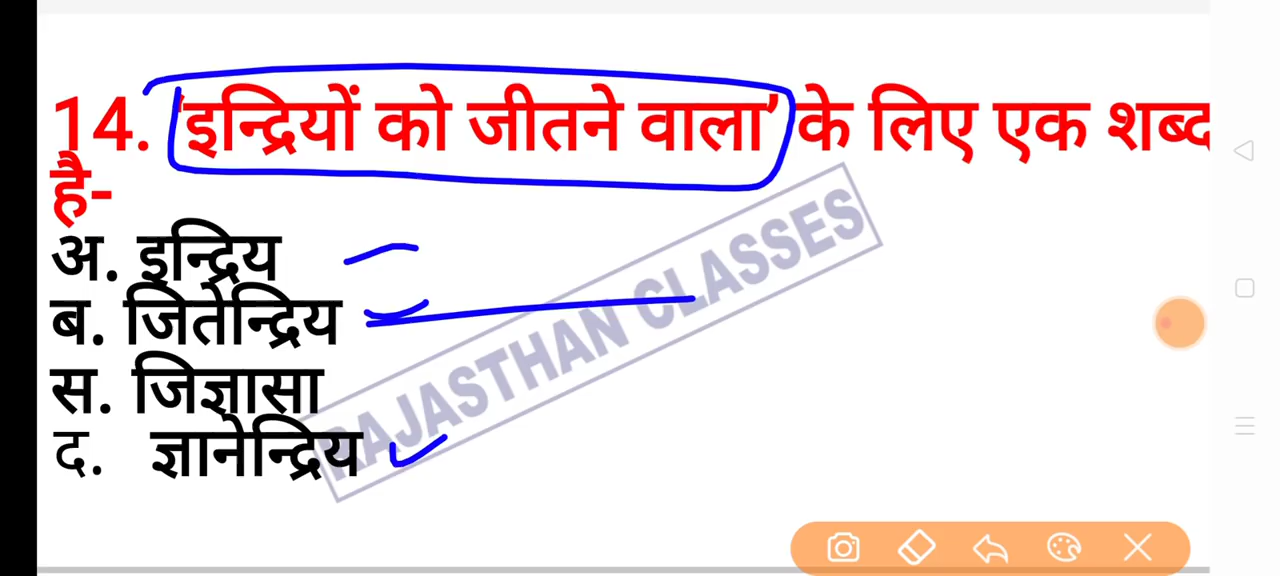 14. 'इन्द्रियों को जीतने वाला' के लिए एक शब्द
है-
अ. इन्द्रिय
ब. जितेन्द्रिय
स. जिज्ञासा
द. ज्ञानेन्द्रिय
RAJASTHAN CLASSES